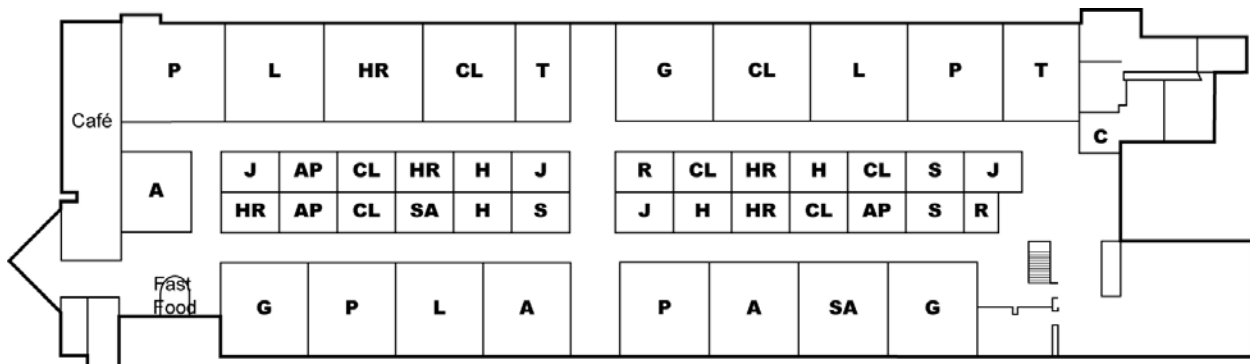 P L HR CL T G CL L P T
Café
C
J AP CL HR H J R CL HR H CL S J
A
HR AP CL SA H S J H HR CL AP S R
Fast
Food
G P L A P A SA G